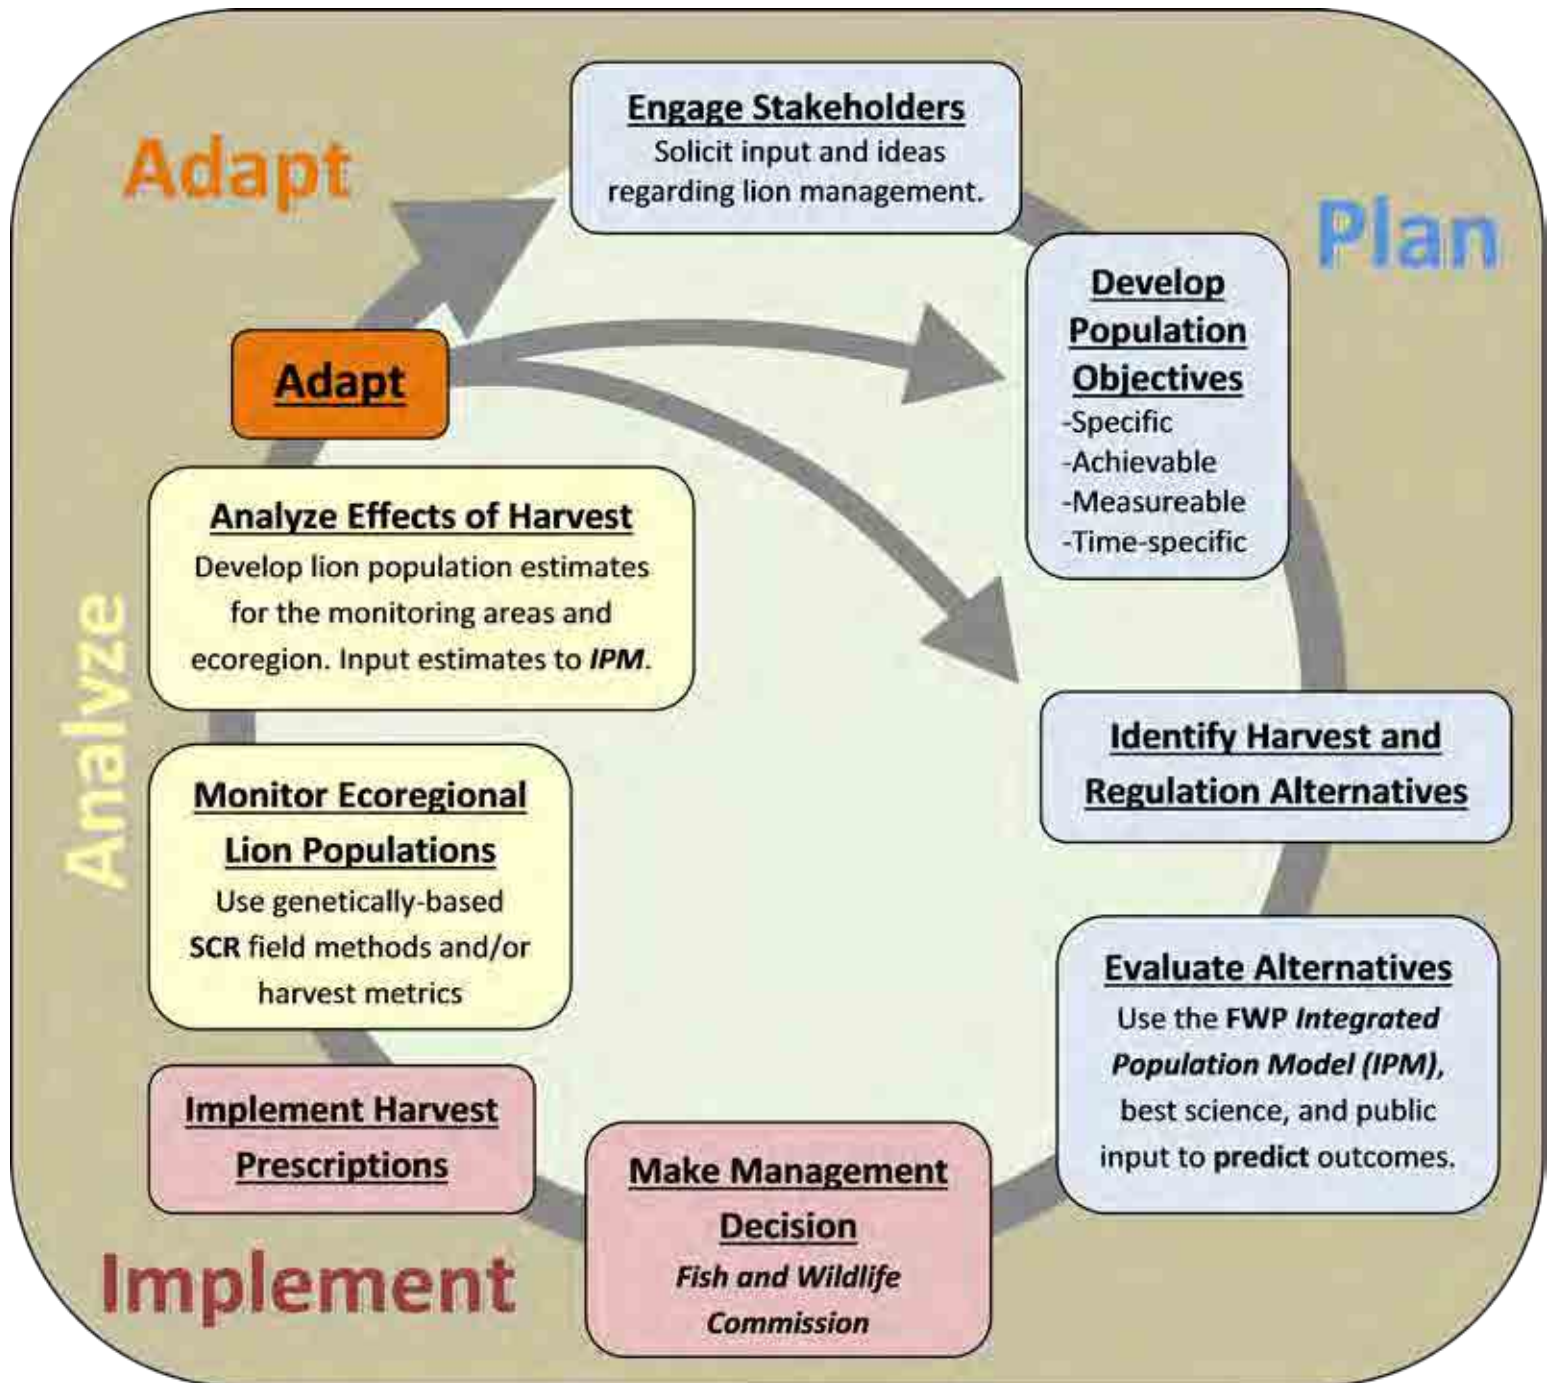 Adapt
Engage Stakeholders
Solicit input and ideas
regarding lion management.
Plan
Develop
Population
Objectives
-Specific
-Achievable
-Measureable
-Time-specific
Identify Harvest and
Regulation Alternatives
Evaluate Alternatives
Use the FWP Integrated
Population Model (IPM),
best science, and public
input to predict outcomes.
Make Management
Decision
Fish and Wildlife
Commission
Implement
Implement Harvest
Prescriptions
Analyze
Monitor Ecoregional
Lion Populations
Use genetically-based
SCR field methods and/or
harvest metrics
Analyze Effects of Harvest
Develop lion population estimates
for the monitoring areas and
ecoregion. Input estimates to IPM.
Adapt